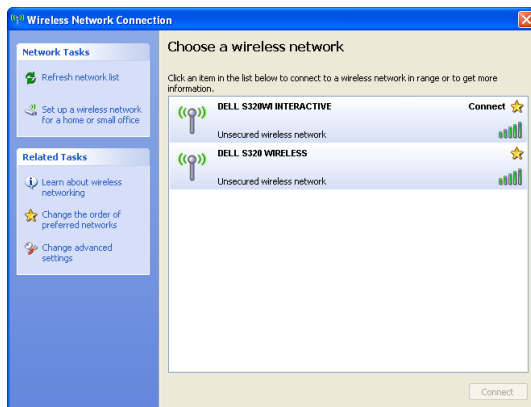 Wireless Network Connection
Network Tasks
Refresh network list
Set up a wireless network
for a home or small office
Related Tasks
Learn about wireless
networking
Change the order of
preferred networks
Change advanced
settings
Choose a wireless network
Click an item in the list below to connect to a wireless network in range or to get more
information.
DELL S320WI INTERACTIVE
Connect
Unsecured wireless network
DELL S320 WIRELESS
Unsecured wireless network
Connect